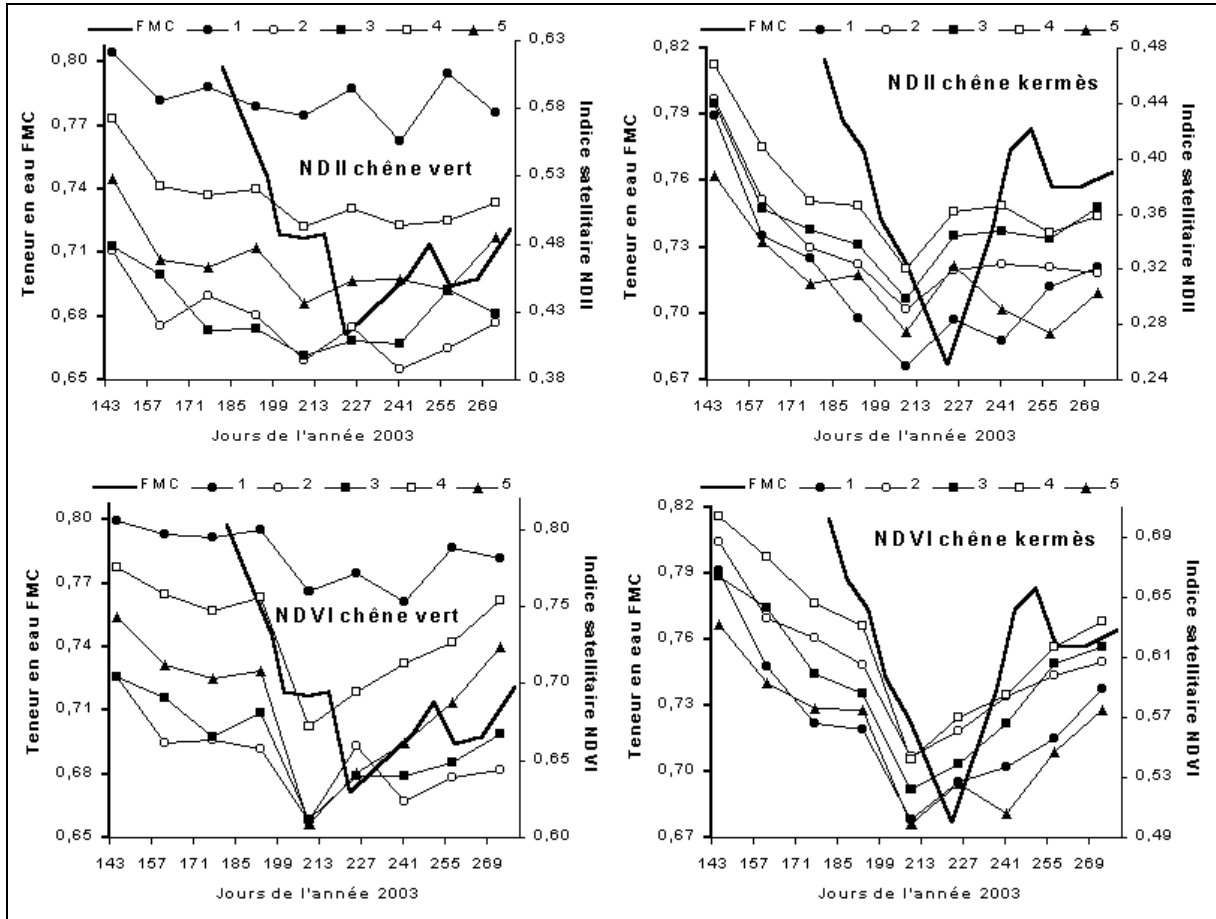 FMC 1 2 3 4 5
FMC 1 2 3 4 5
NDII chêne vert
Teneur en eau FMC
0,80
0,77
0,74
0,71
0,68
0,65
0,63
0,58
0,53
0,48
0,43
0,38
Indice satellitaire NDII
143 157 171 185 199 213 227 241 255 269
Jours de l'année 2003
NDII chêne kermès
Teneur en eau FMC
0,82
0,79
0,76
0,73
0,70
0,67
0,48
0,44
0,40
0,36
0,32
0,28
0,24
Indice satellitaire NDII
143 157 171 185 199 213 227 241 255 269
Jours de l'année 2003
FMC 1 2 3 4 5
FMC 1 2 3 4 5
NDVI chêne vert
Teneur en eau FMC
0,80
0,77
0,74
0,71
0,68
0,65
0,80
0,75
0,70
0,65
0,60
Indice satellitaire NDVI
143 157 171 185 199 213 227 241 255 269
Jours de l'année 2003
NDVI chêne kermès
Teneur en eau FMC
0,82
0,79
0,76
0,73
0,70
0,67
0,69
0,65
0,61
0,57
0,53
0,49
Indice satellitaire NDVI
143 157 171 185 199 213 227 241 255 269
Jours de l'année 2003